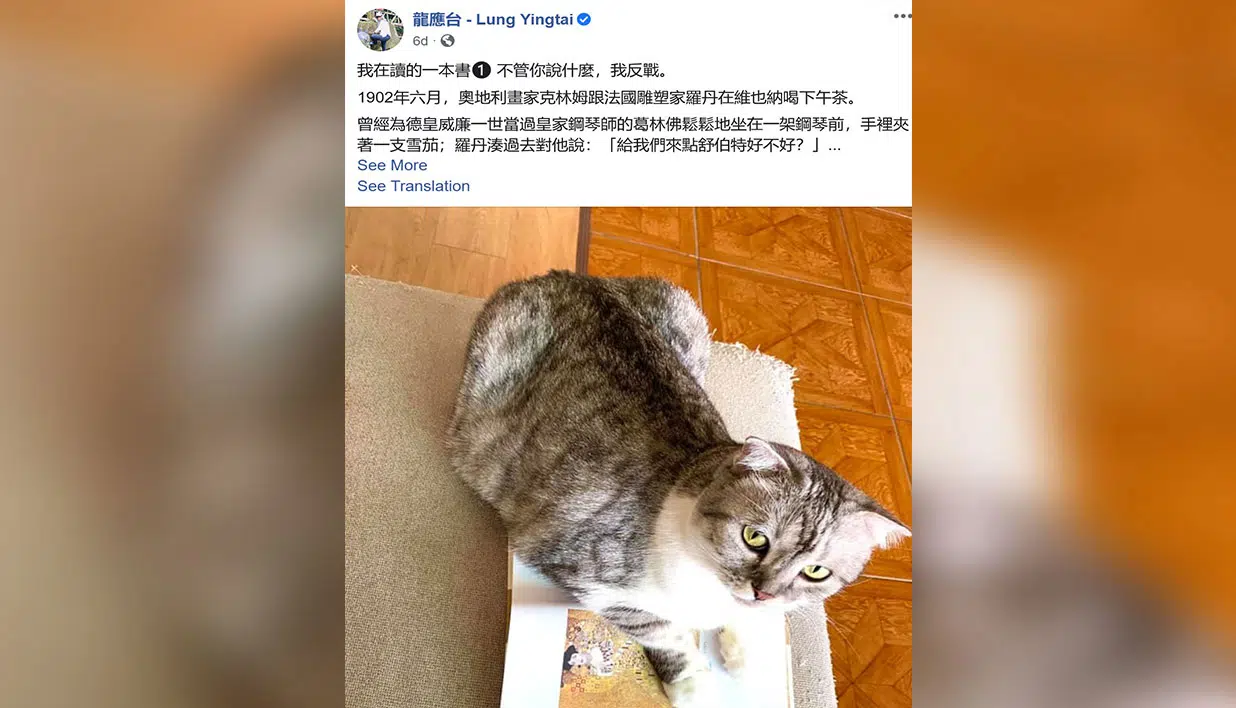 龍應台 - Lung Yingtai
6d ·
我在讀的一本書❶ 不管你說什麼，我反戰。
1902年六月，奧地利畫家克林姆跟法國雕塑家羅丹在維也納喝下午茶。
曾經為德皇威廉一世當過皇家鋼琴師的葛林佛鬆鬆地坐在一架鋼琴前，手裡夾
著一支雪茄；羅丹湊過去對他說：「給我們來點舒伯特好不好？」...
See More
See Translation